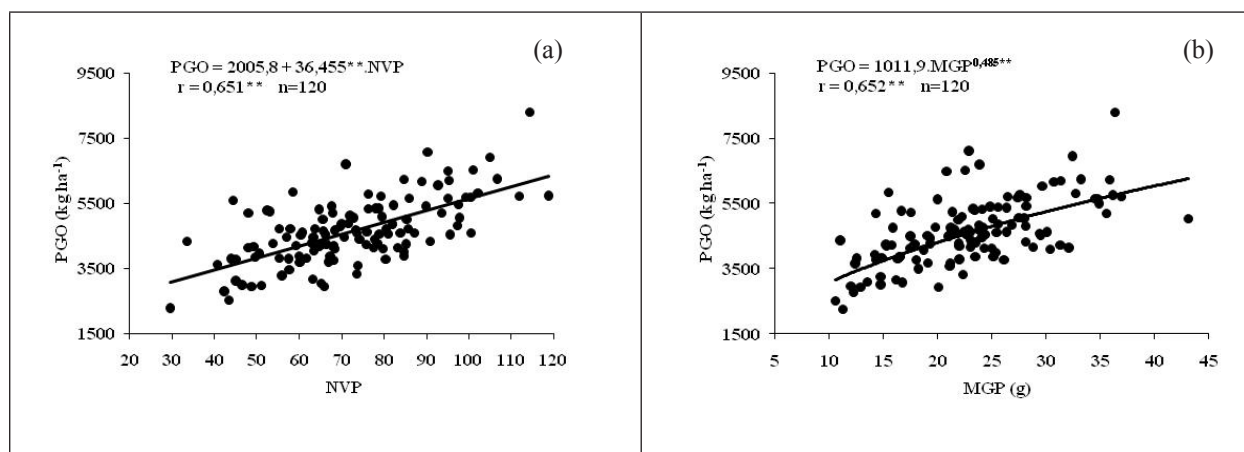 (a)
PGO = 2005,8 + 36,455**.NVP
r = 0,651** n=120
PGO (kg ha⁻¹)
9500
7500
5500
3500
1500
20 30 40 50 60 70 80 90 100 110 120
NVP
(b)
PGO = 1011,9.MGP^0,485**
r = 0,652** n=120
PGO (kg ha⁻¹)
9500
7500
5500
3500
1500
5 10 15 20 25 30 35 40 45
MGP (g)